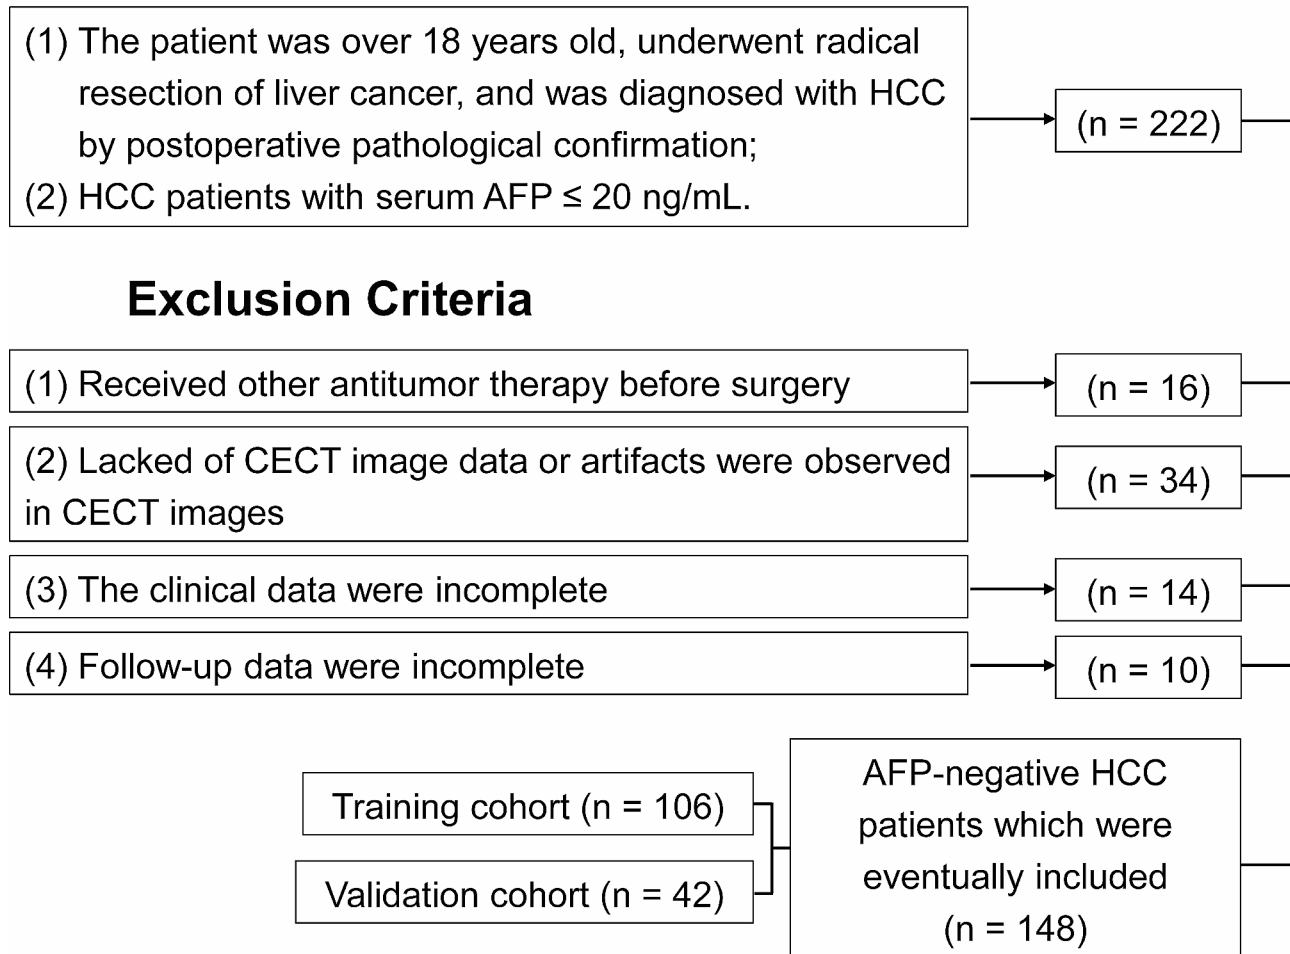 (1) The patient was over 18 years old, underwent radical
resection of liver cancer, and was diagnosed with HCC
by postoperative pathological confirmation;
(2) HCC patients with serum AFP ≤ 20 ng/mL.
(n = 222)
Exclusion Criteria
(1) Received other antitumor therapy before surgery
(n = 16)
(2) Lacked of CECT image data or artifacts were observed
in CECT images
(n = 34)
(3) The clinical data were incomplete
(n = 14)
(4) Follow-up data were incomplete
(n = 10)
Training cohort (n = 106)
Validation cohort (n = 42)
AFP-negative HCC
patients which were
eventually included
(n = 148)